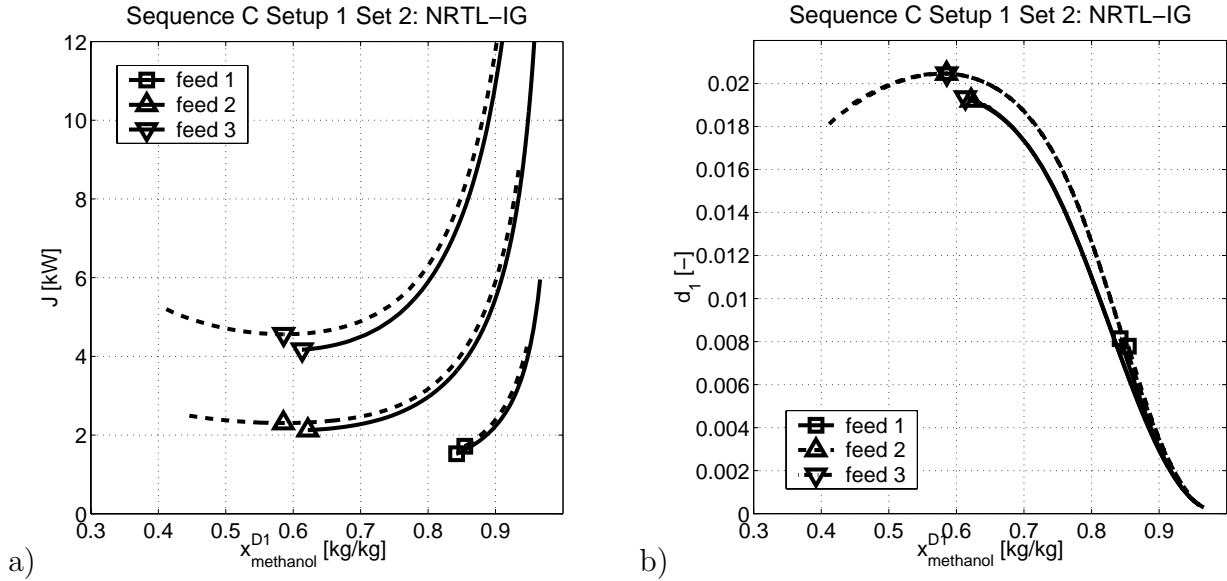 Sequence C Setup 1 Set 2: NRTL−IG
12
10
8
6
4
2
0
J [kW]
feed 1
feed 2
feed 3
0.3 0.4 0.5 0.6 0.7 0.8 0.9
x_methanol^D1 [kg/kg]
a)
Sequence C Setup 1 Set 2: NRTL−IG
0.02
0.018
0.016
0.014
0.012
0.01
0.008
0.006
0.004
0.002
0
d_1 [−]
feed 1
feed 2
feed 3
0.3 0.4 0.5 0.6 0.7 0.8 0.9
x_methanol^D1 [kg/kg]
b)